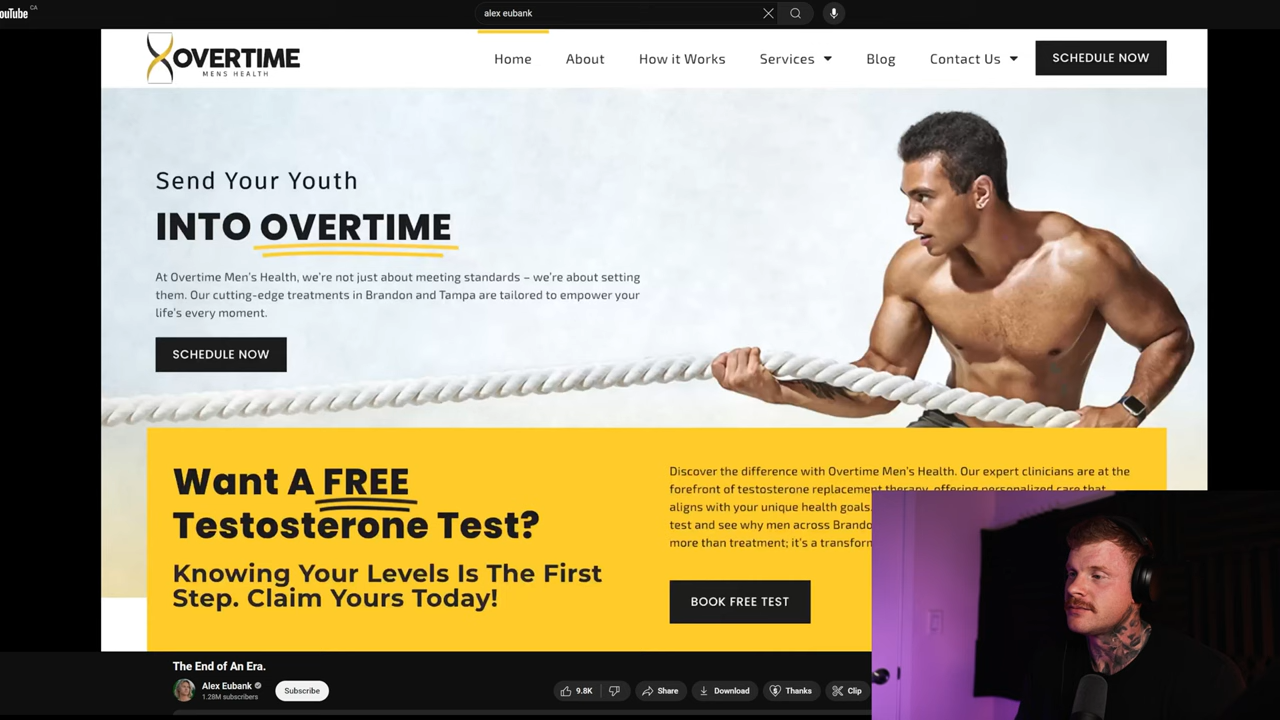 ouTube CA
alex eubank
OVERTIME
MENS HEALTH
Home
About
How it Works
Services
Blog
Contact Us
SCHEDULE NOW
Send Your Youth
INTO OVERTIME
At Overtime Men's Health, we're not just about meeting standards – we're about setting
them. Our cutting-edge treatments in Brandon and Tampa are tailored to empower your
life's every moment.
SCHEDULE NOW
Want A FREE
Testosterone Test?
Knowing Your Levels Is The First
Step. Claim Yours Today!
Discover the difference with Overtime Men's Health. Our expert clinicians are at the
forefront of testosterone replacement therapy, offering personalized care that
aligns with your unique health goals.
test and see why men across Brando
more than treatment; it's a transform
BOOK FREE TEST
The End of An Era.
Alex Eubank
1.28M subscribers
Subscribe
9.8K
Share
Download
Thanks
Clip